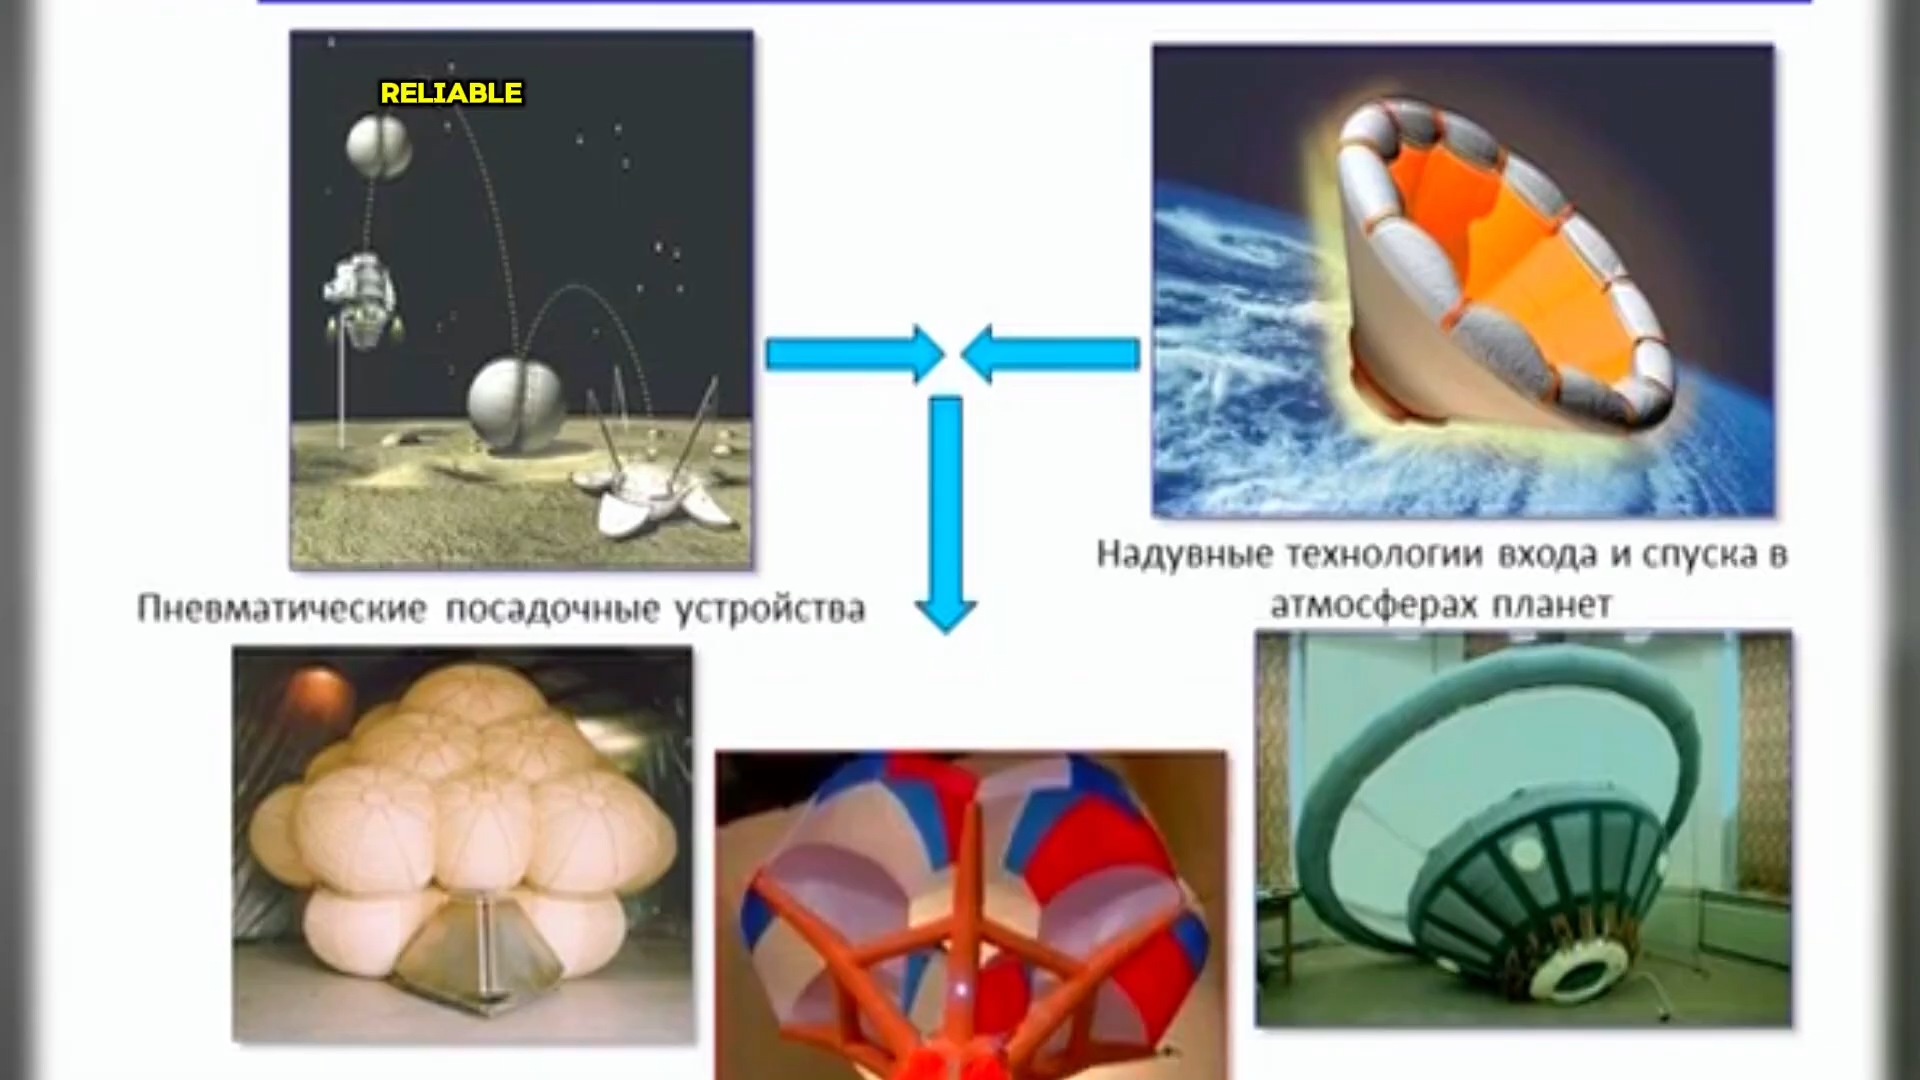 RELIABLE
Надувные технологии входа и спуска в
атмосферах планет
Пневматические посадочные устройства